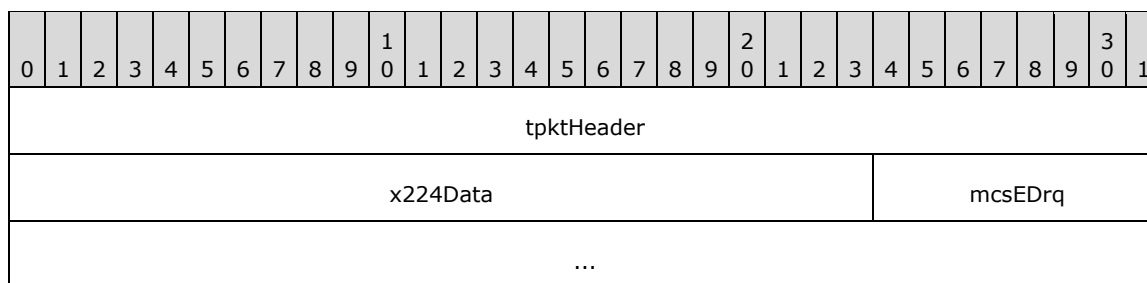 1 2 3
0 1 2 3 4 5 6 7 8 9 0 1 2 3 4 5 6 7 8 9 0 1 2 3 4 5 6 7 8 9 0 1
tpktHeader
x224Data mcsEDrq
...